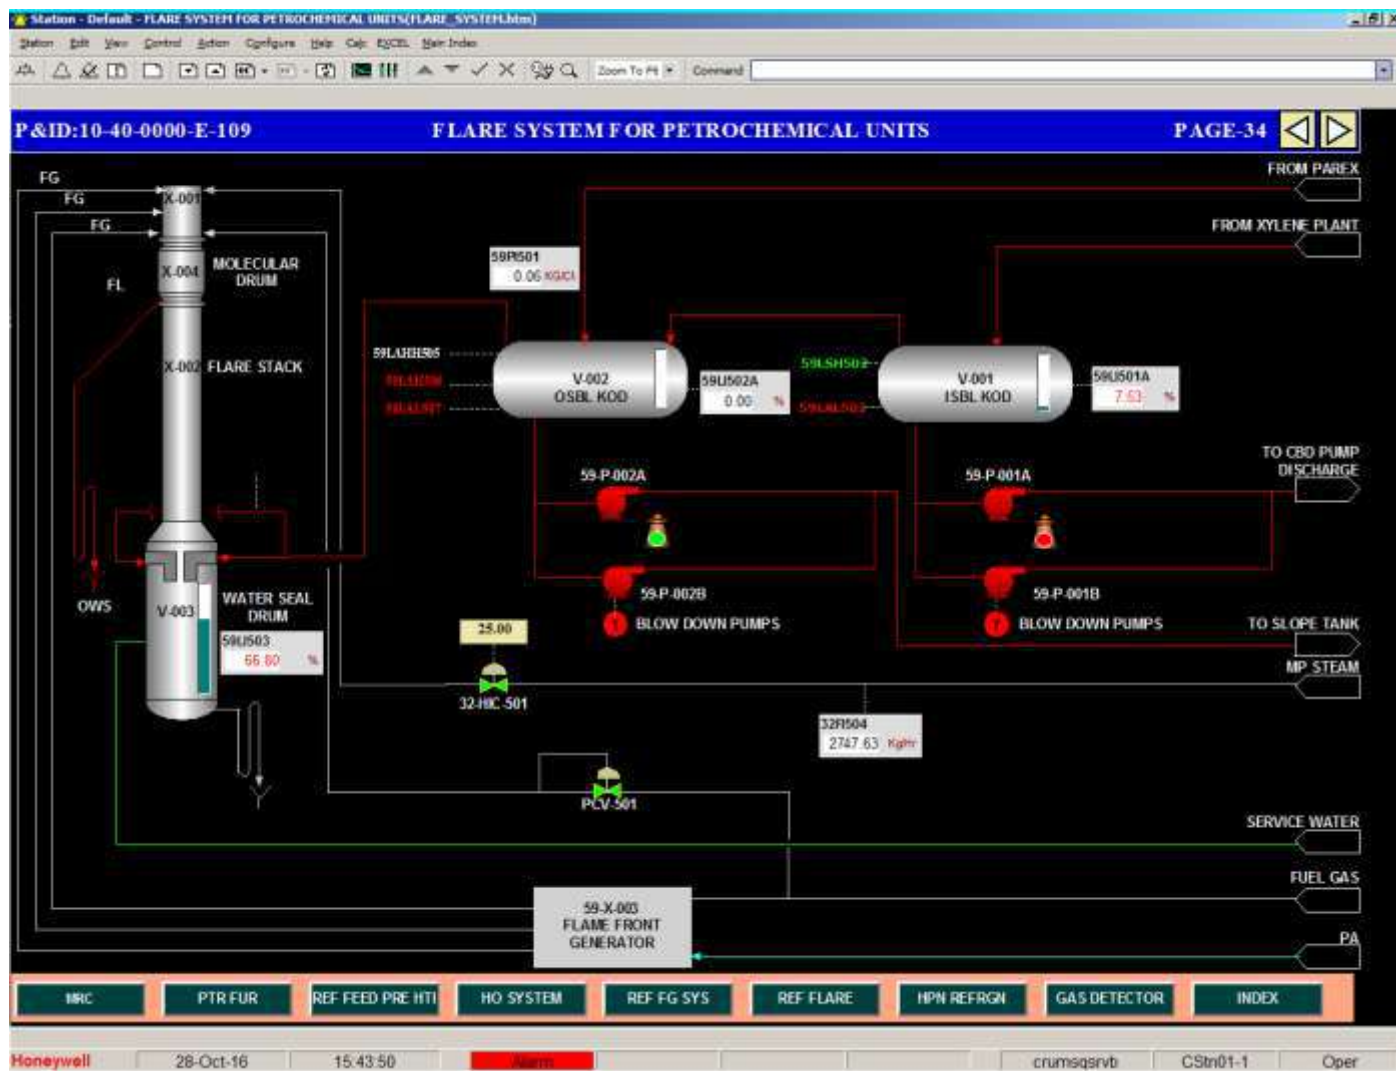 Station - Default - FLARE SYSTEM FOR PETROCHEMICAL UNITS(FLARE_SYSTEM.htm)
Station Edit View Control Action Configure Help Calc EXCEL Main Index
Zoom To Fit Command
P&ID:10-40-0000-E-109 FLARE SYSTEM FOR PETROCHEMICAL UNITS PAGE-34
FROM PAREX
FG
X-001
FG
FG
FROM XYLENE PLANT
59PI501
0.06
MOLECULAR
DRUM
X-004
FL
59LAHH505
59LSH502
X-002 FLARE STACK
V-002
OSBL KOD
59LI502A
0.00 %
V-001
ISBL KOD
59LI501A
7.53 %
59LAL503
TO CBD PUMP
DISCHARGE
59-P-002A
59-P-001A
59-P-002B
59-P-001B
OWS
V-003
WATER SEAL
DRUM
59LI503
66.80 %
BLOW DOWN PUMPS
BLOW DOWN PUMPS
25.00
TO SLOPE TANK
MP STEAM
32-HIC-501
32FI504
2747.63 Kg/Hr
PCV-501
SERVICE WATER
FUEL GAS
59-X-003
FLAME FRONT
GENERATOR
PA
NRC PTR FUR REF FEED PRE HTI HO SYSTEM REF FG SYS REF FLARE HPN REFRGN GAS DETECTOR INDEX
Honeywell 28-Oct-16 15:43:50 Alarm crumsqsrvb CStn01-1 Oper